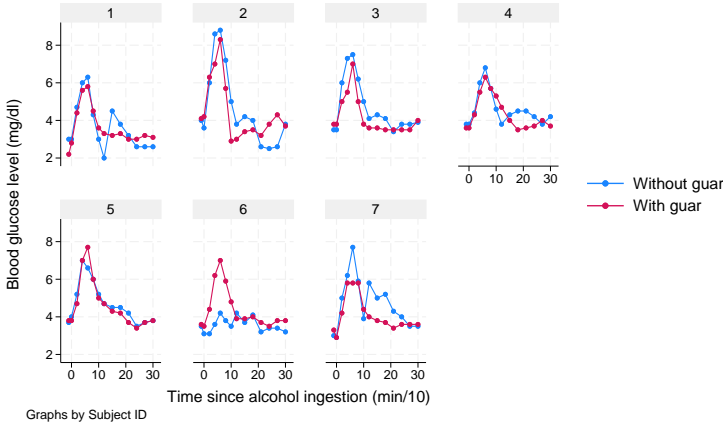 1 2 3 4
8
6
4
2
0 10 20 30
Without guar
With guar
Blood glucose level (mg/dl)
5 6 7
8
6
4
2
0 10 20 30 0 10 20 30 0 10 20 30
Time since alcohol ingestion (min/10)
Graphs by Subject ID